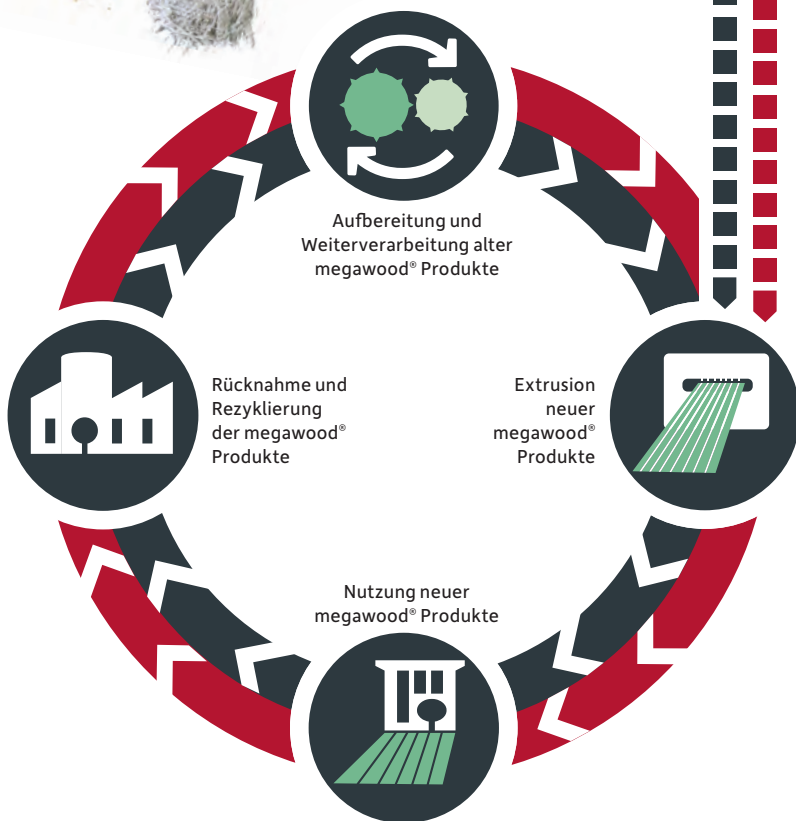 Aufbereitung und
Weiterverarbeitung alter
megawood® Produkte
Rücknahme und
Rezyklierung
der megawood®
Produkte
Extrusion
neuer
megawood®
Produkte
Nutzung neuer
megawood® Produkte